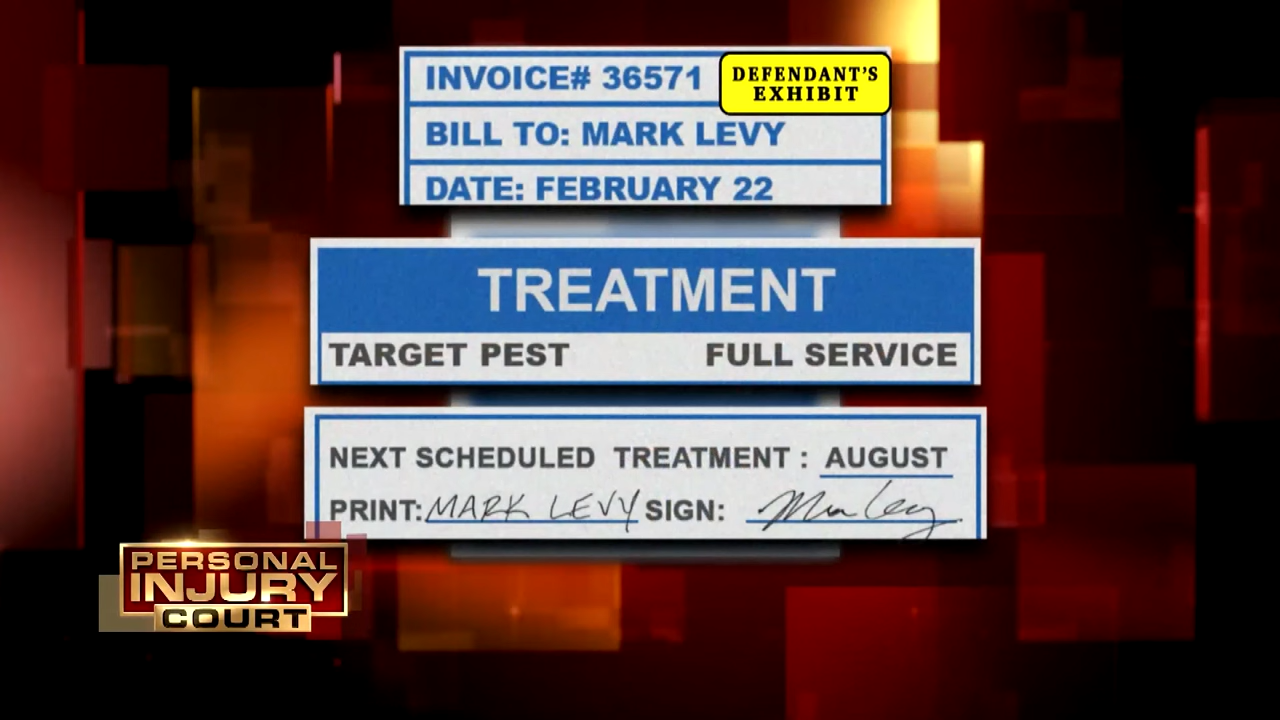 INVOICE# 36571
DEFENDANT'S
EXHIBIT
BILL TO: MARK LEVY
DATE: FEBRUARY 22
TREATMENT
TARGET PEST FULL SERVICE
NEXT SCHEDULED TREATMENT : AUGUST
PRINT: MARK LEVY SIGN:
PERSONAL
INJURY
COURT